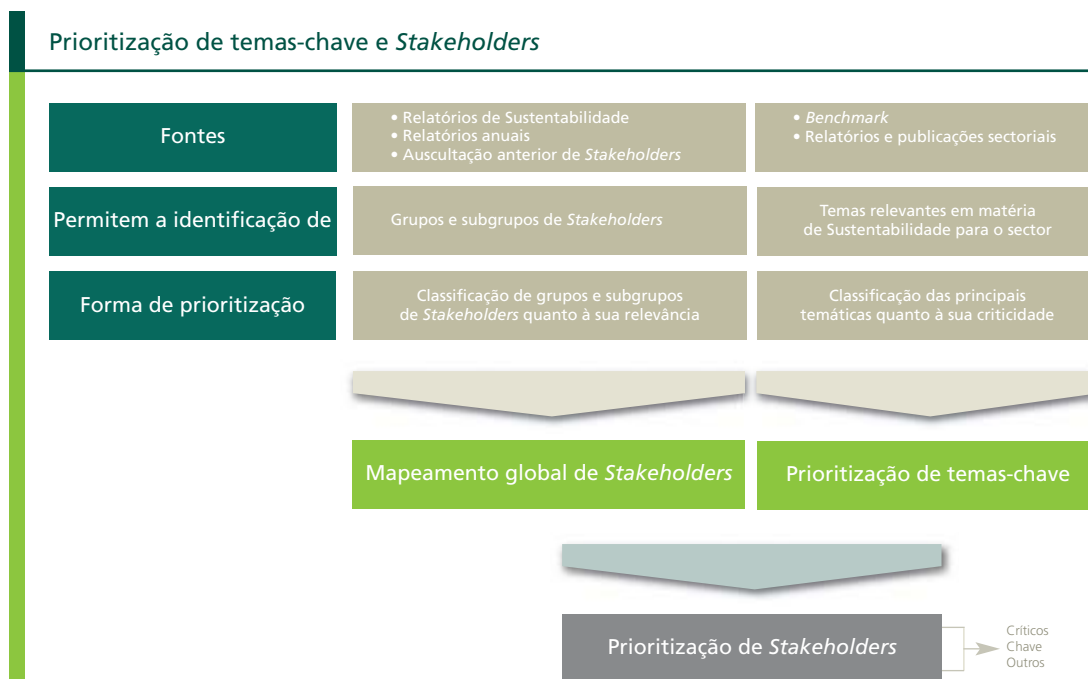 Prioritização de temas-chave e Stakeholders
Fontes
• Relatórios de Sustentabilidade
• Relatórios anuais
• Auscultação anterior de Stakeholders
• Benchmark
• Relatórios e publicações sectoriais
Permitem a identificação de
Grupos e subgrupos de Stakeholders
Temas relevantes em matéria
de Sustentabilidade para o sector
Forma de prioritização
Classificação de grupos e subgrupos
de Stakeholders quanto à sua relevância
Classificação das principais
temáticas quanto à sua criticidade
Mapeamento global de Stakeholders
Prioritização de temas-chave
Prioritização de Stakeholders
Críticos
Chave
Outros